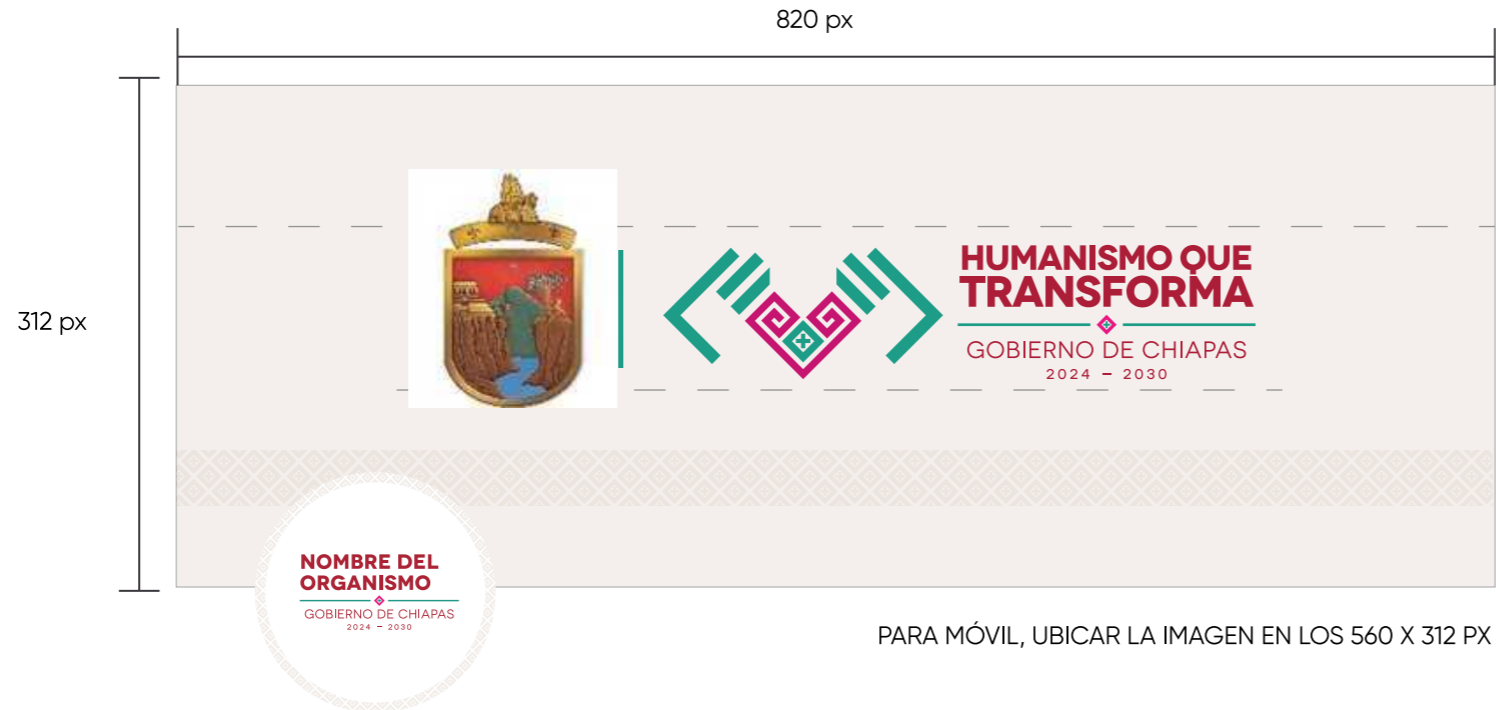 820 px
312 px
HUMANISMO QUE
TRANSFORMA
GOBIERNO DE CHIAPAS
2024 – 2030
NOMBRE DEL
ORGANISMO
GOBIERNO DE CHIAPAS
2024 – 2030
PARA MÓVIL, UBICAR LA IMAGEN EN LOS 560 X 312 PX